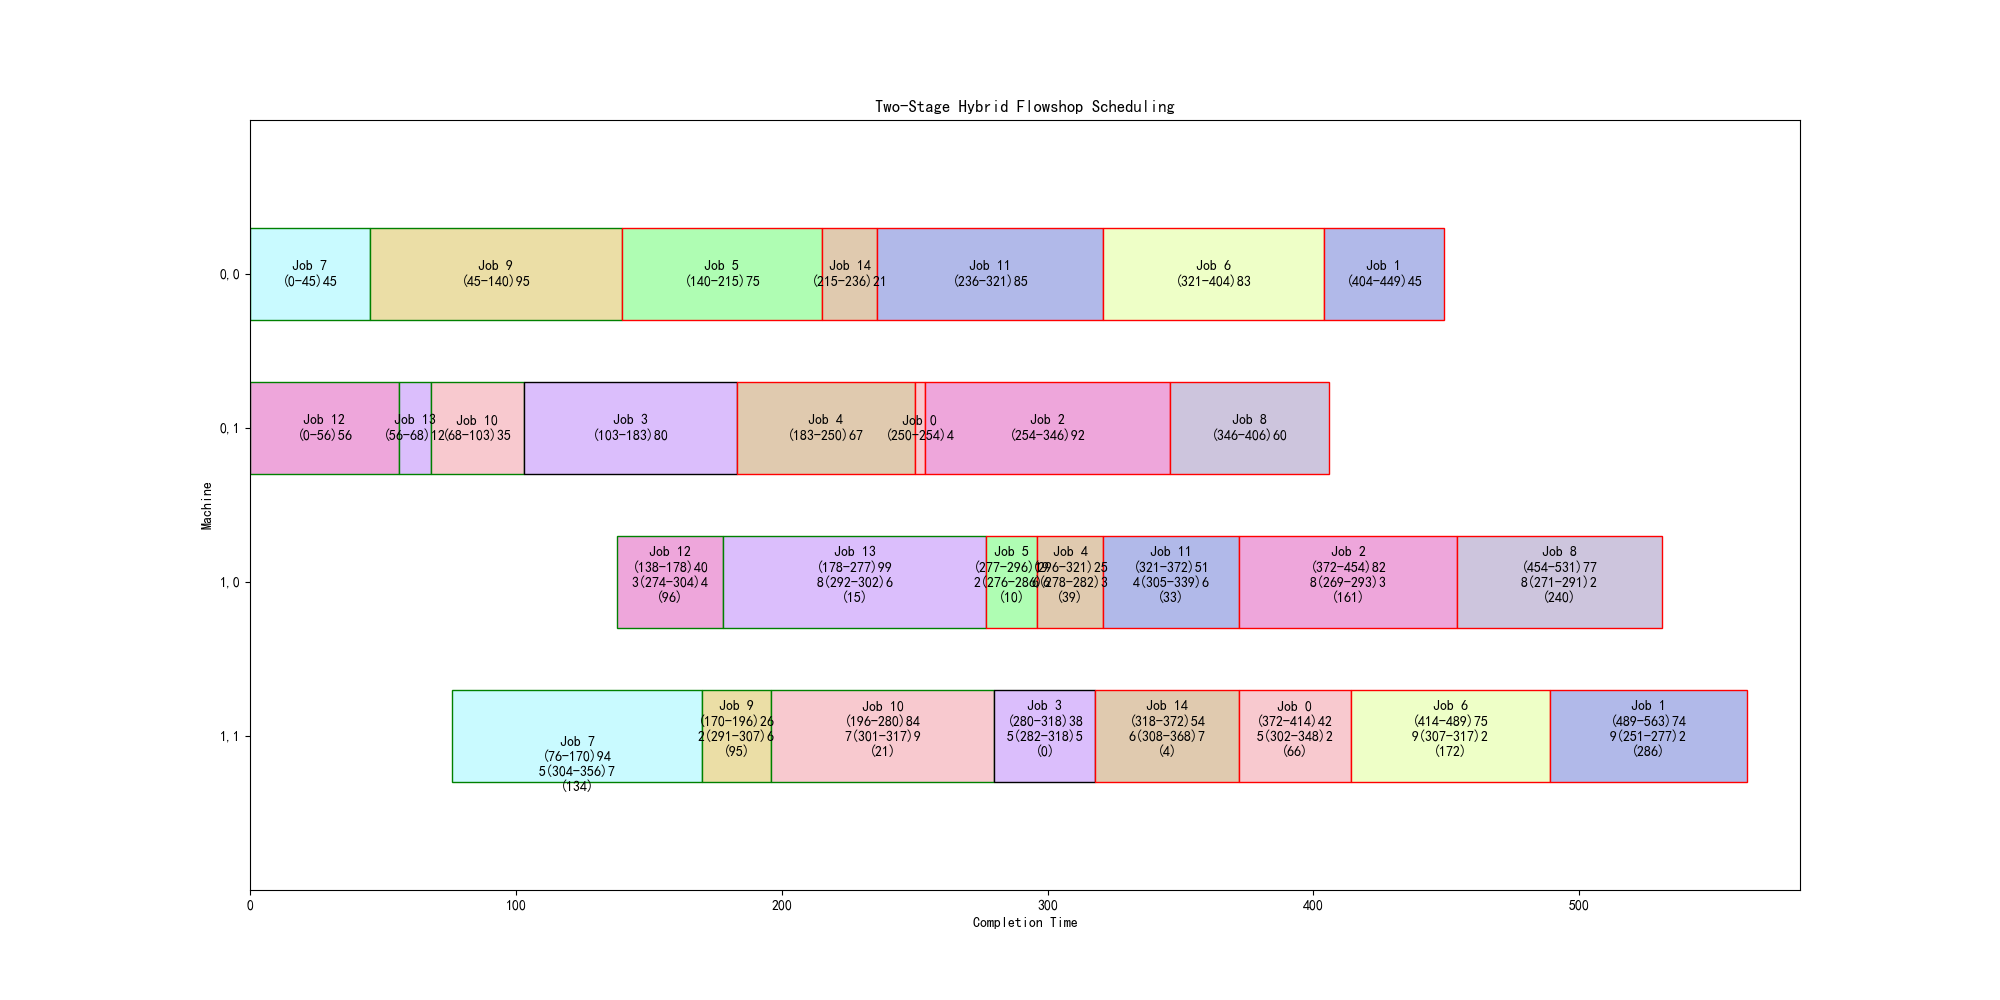 Two-Stage Hybrid Flowshop Scheduling
0,0
Job 7
(0-45)45
Job 9
(45-140)95
Job 5
(140-215)75
Job 14
(215-236)21
Job 11
(236-321)85
Job 6
(321-404)83
Job 1
(404-449)45
0,1
Job 12
(0-56)56
Job 13
(56-68)12
Job 10
(68-103)35
Job 3
(103-183)80
Job 4
(183-250)67
Job 0
(250-254)4
Job 2
(254-346)92
Job 8
(346-406)60
Machine
1,0
Job 12
(138-178)40
3(274-304)4
(96)
Job 13
(178-277)99
8(292-302)6
(15)
Job 5
(277-296)19
(10)
Job 4
(296-321)25
(39)
Job 11
(321-372)51
4(305-339)6
(33)
Job 2
(372-454)82
8(269-293)3
(161)
Job 8
(454-531)77
8(271-291)2
(240)
1,1
Job 7
(76-170)94
5(304-356)7
(134)
Job 9
(170-196)26
2(291-307)6
(95)
Job 10
(196-280)84
7(301-317)9
(21)
Job 3
(280-318)38
5(282-318)5
(0)
Job 14
(318-372)54
6(308-368)7
(4)
Job 0
(372-414)42
5(302-348)2
(66)
Job 6
(414-489)75
9(307-317)2
(172)
Job 1
(489-563)74
9(251-277)2
(286)
0
100
200
300
400
500
Completion Time